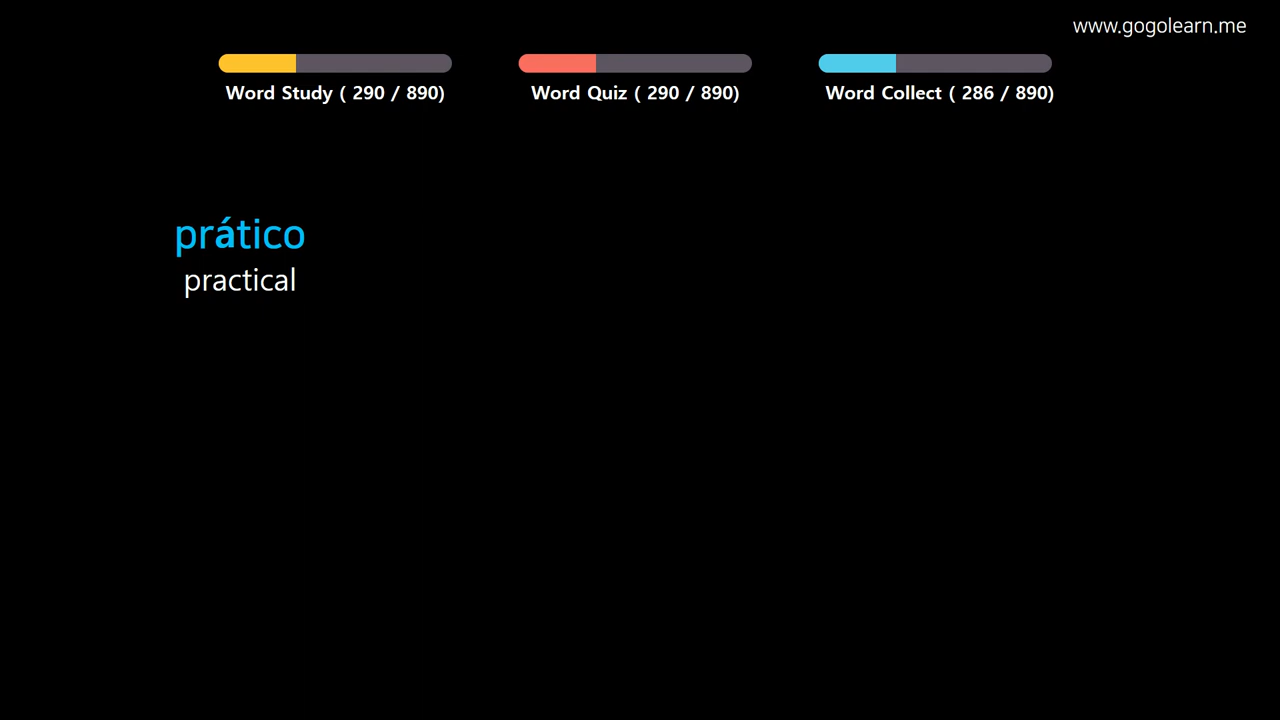 www.gogolearn.me
Word Study ( 290 / 890)
Word Quiz ( 290 / 890)
Word Collect ( 286 / 890)
prático
practical